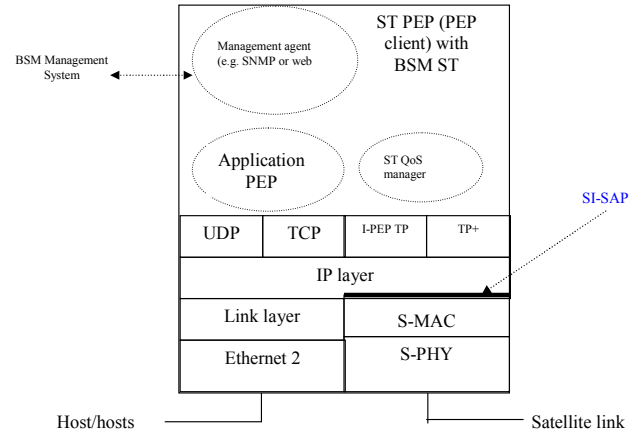 ST PEP (PEP
client) with
BSM ST
Management agent
(e.g. SNMP or web
BSM Management
System
Application
PEP
ST QoS
manager
SI-SAP
UDP
TCP
I-PEP TP
TP+
IP layer
Link layer
S-MAC
Ethernet 2
S-PHY
Host/hosts
Satellite link